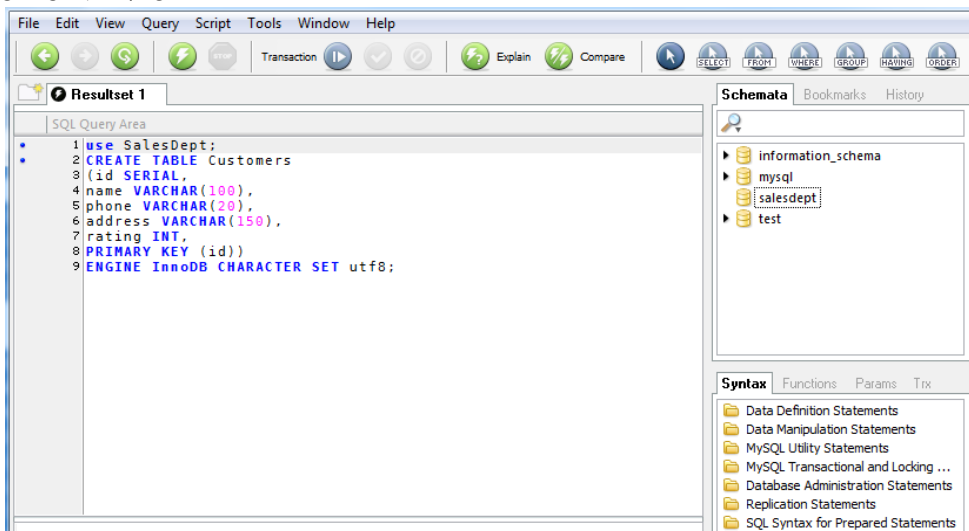 File Edit View Query Script Tools Window Help
STOP Transaction Explain Compare SELECT FROM WHERE GROUP HAVING ORDER
Resultset 1
SQL Query Area
1 use SalesDept;
2 CREATE TABLE Customers
3 (id SERIAL,
4 name VARCHAR(100),
5 phone VARCHAR(20),
6 address VARCHAR(150),
7 rating INT,
8 PRIMARY KEY (id))
9 ENGINE InnoDB CHARACTER SET utf8;
Schemata Bookmarks History
information_schema
mysql
salesdept
test
Syntax Functions Params Trx
Data Definition Statements
Data Manipulation Statements
MySQL Utility Statements
MySQL Transactional and Locking ...
Database Administration Statements
Replication Statements
SQL Syntax for Prepared Statements